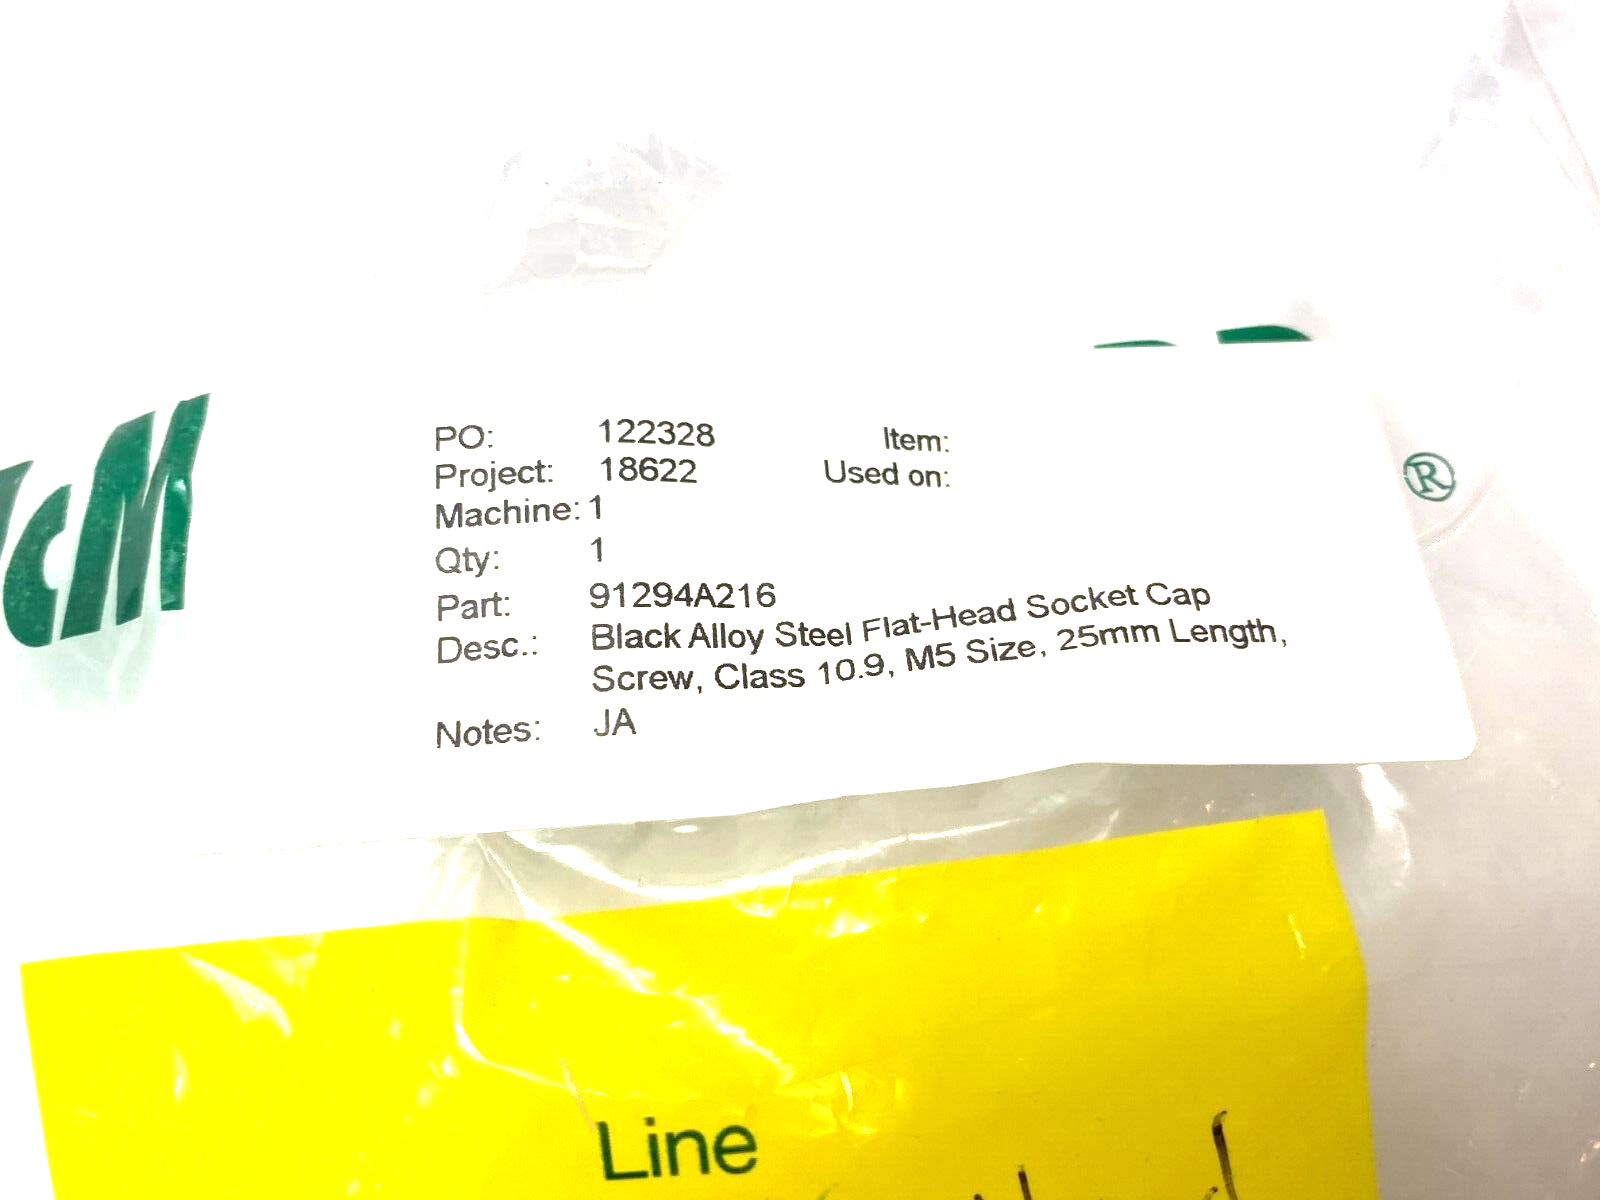 cM
®
PO: 122328 Item:
Project: 18622 Used on:
Machine: 1
Qty: 1
Part: 91294A216
Desc.: Black Alloy Steel Flat-Head Socket Cap
Screw, Class 10.9, M5 Size, 25mm Length,
Notes: JA
Line